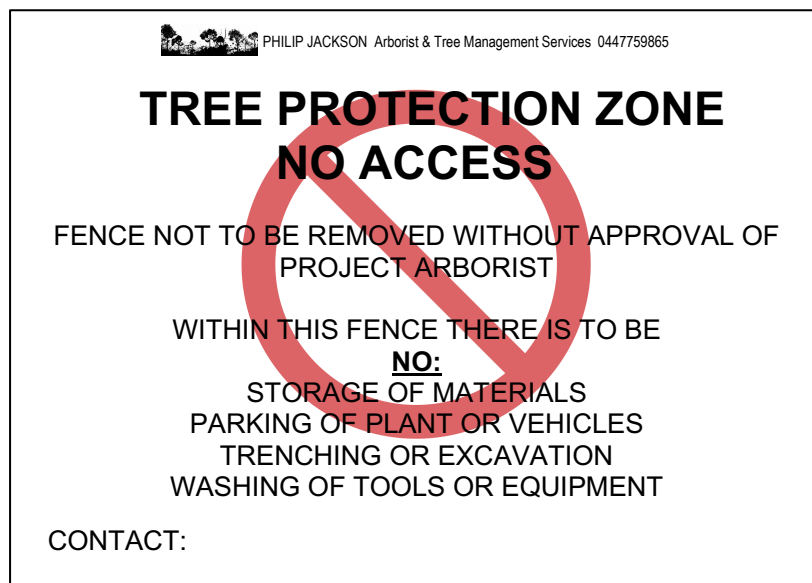 PHILIP JACKSON Arborist & Tree Management Services 0447759865
TREE PROTECTION ZONE
NO ACCESS
FENCE NOT TO BE REMOVED WITHOUT APPROVAL OF
PROJECT ARBORIST
WITHIN THIS FENCE THERE IS TO BE
NO:
STORAGE OF MATERIALS
PARKING OF PLANT OR VEHICLES
TRENCHING OR EXCAVATION
WASHING OF TOOLS OR EQUIPMENT
CONTACT: